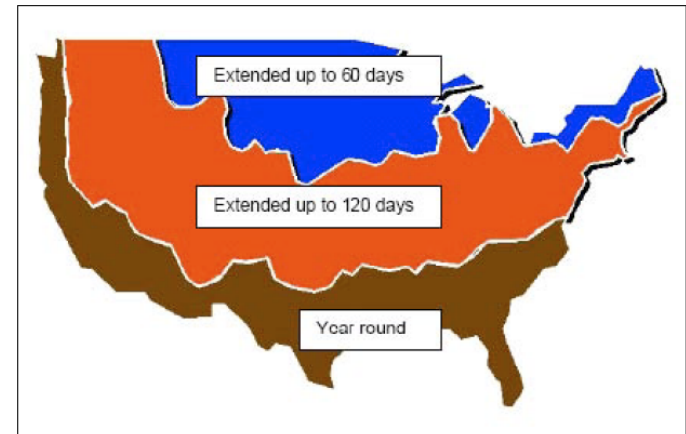 Extended up to 60 days
Extended up to 120 days
Year round